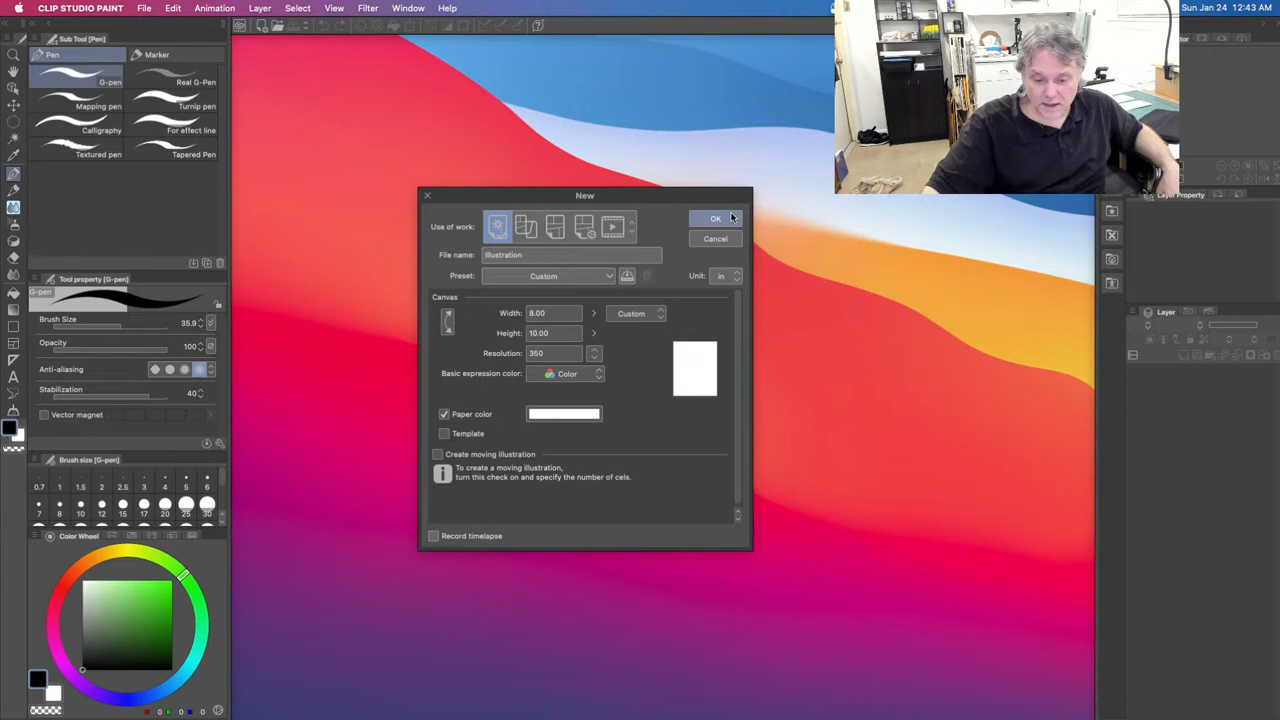 CLIP STUDIO PAINT File Edit Animation Layer Select View Filter Window Help Sun Jan 24 12:43 AM
Sub Tool [Pen]
Pen Marker
G-pen Real G-Pen
Mapping pen Turnip pen
Calligraphy For effect line
Textured pen Tapered Pen
Tool property [G-pen]
G-pen
Brush Size 35.9
Opacity 100
Anti-aliasing
Stabilization 40
Vector magnet
Brush size [G-pen]
0.7 1 1.5 2 2.5 3 4 5 6
7 8 10 12 15 17 20 25 30
Color Wheel
0 0 0
New
Use of work: OK
Cancel
File name: Illustration
Preset: Custom Unit: in
Canvas
Width: 8.00 Custom
Height: 10.00
Resolution: 350
Basic expression color: Color
Paper color
Template
Create moving illustration
To create a moving illustration,
turn this check on and specify the number of cels.
Record timelapse
Layer Property
Layer